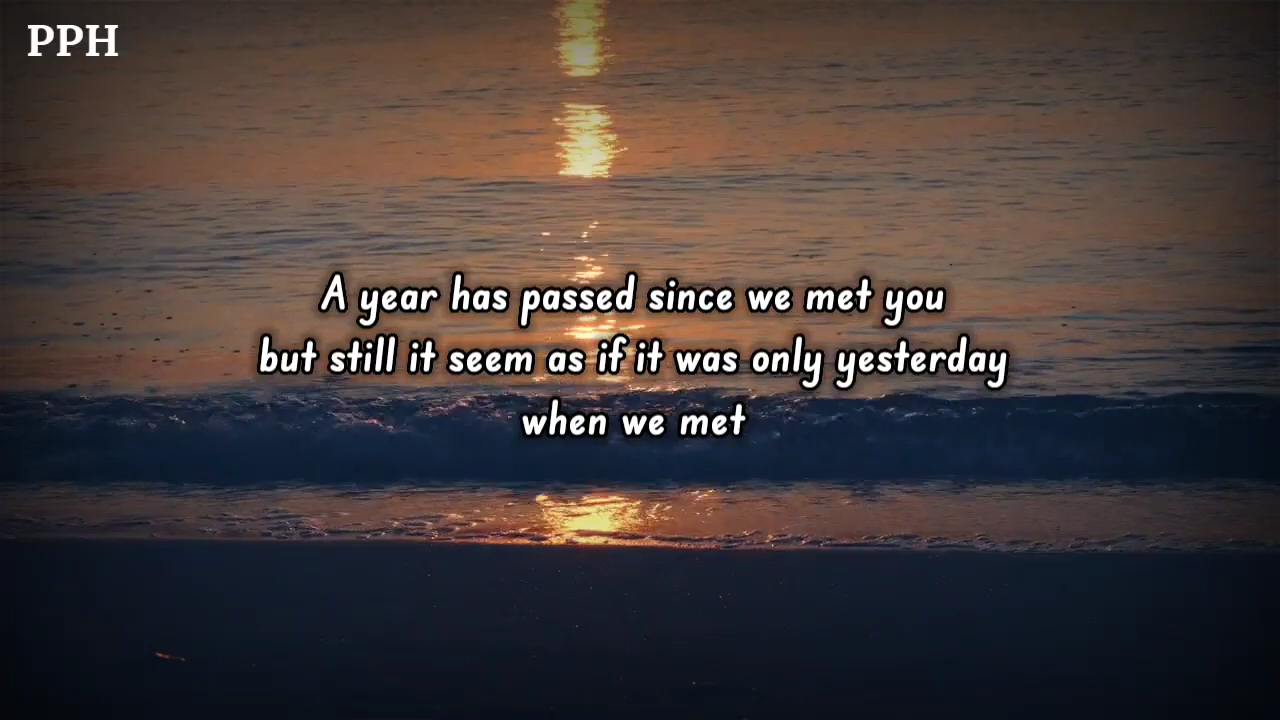 PPH
A year has passed since we met you
but still it seem as if it was only yesterday
when we met